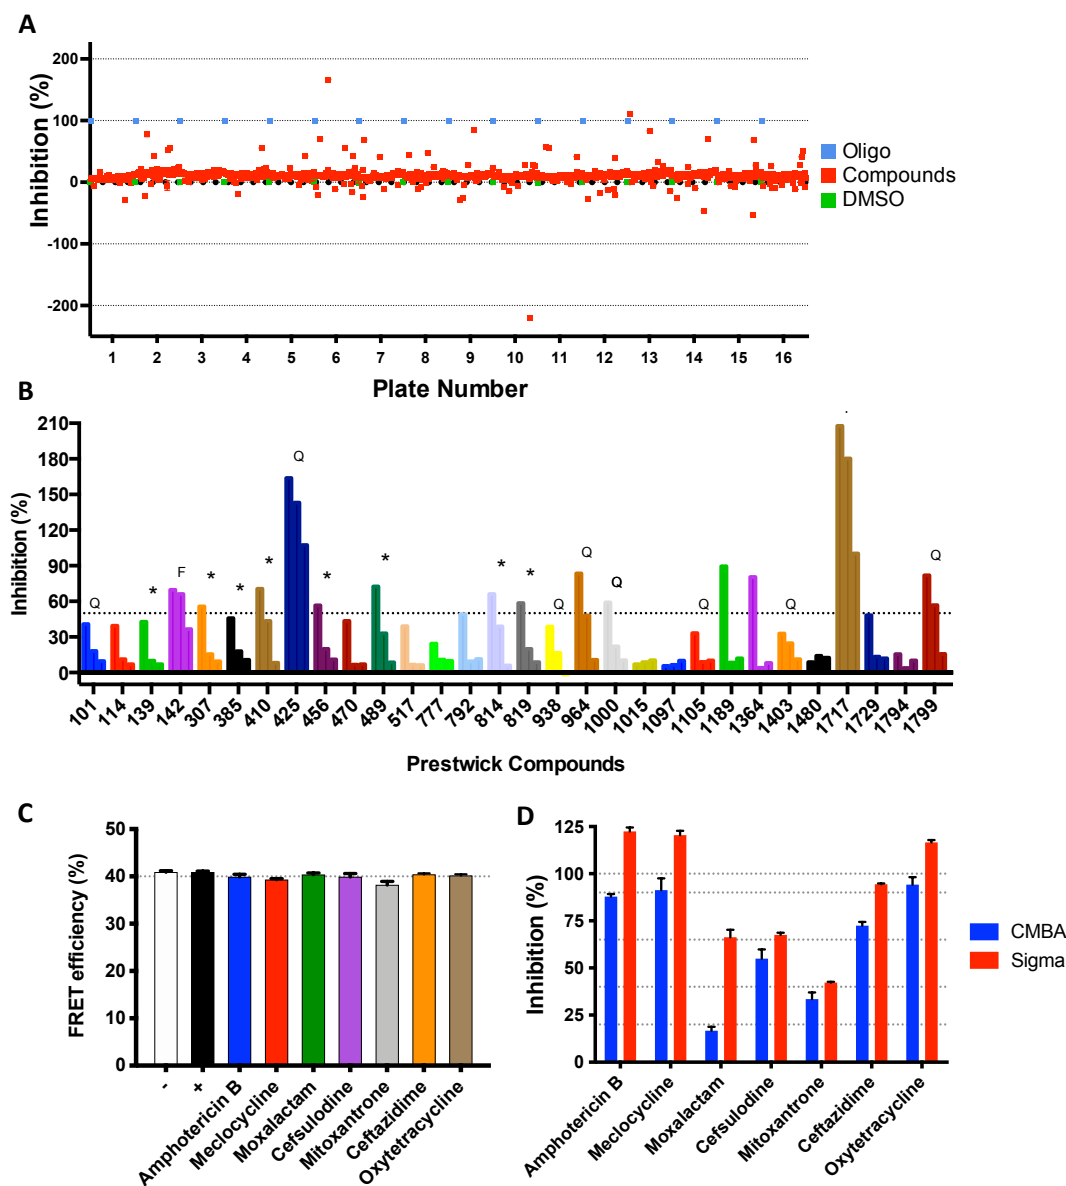 A
Inhibition (%)
200
100
0
-100
-200
1 2 3 4 5 6 7 8 9 10 11 12 13 14 15 16
Plate Number
Oligo
Compounds
DMSO
B
Inhibition (%)
210
180
150
120
90
60
30
0
Q * F * * * Q * * * * Q Q Q Q Q Q
101 114 139 142 307 385 410 425 456 470 489 517 777 792 814 819 938 964 1000 1015 1097 1105 1189 1364 1403 1480 1717 1729 1794 1799
Prestwick Compounds
C
FRET efficiency (%)
50
40
30
20
10
0
- + Amphotericin B Meclocycline Moxalactam Cefsulodine Mitoxantrone Ceftazidime Oxytetracycline
D
Inhibition (%)
125
100
75
50
25
0
Amphotericin B Meclocycline Moxalactam Cefsulodine Mitoxantrone Ceftazidime Oxytetracycline
CMBA
Sigma